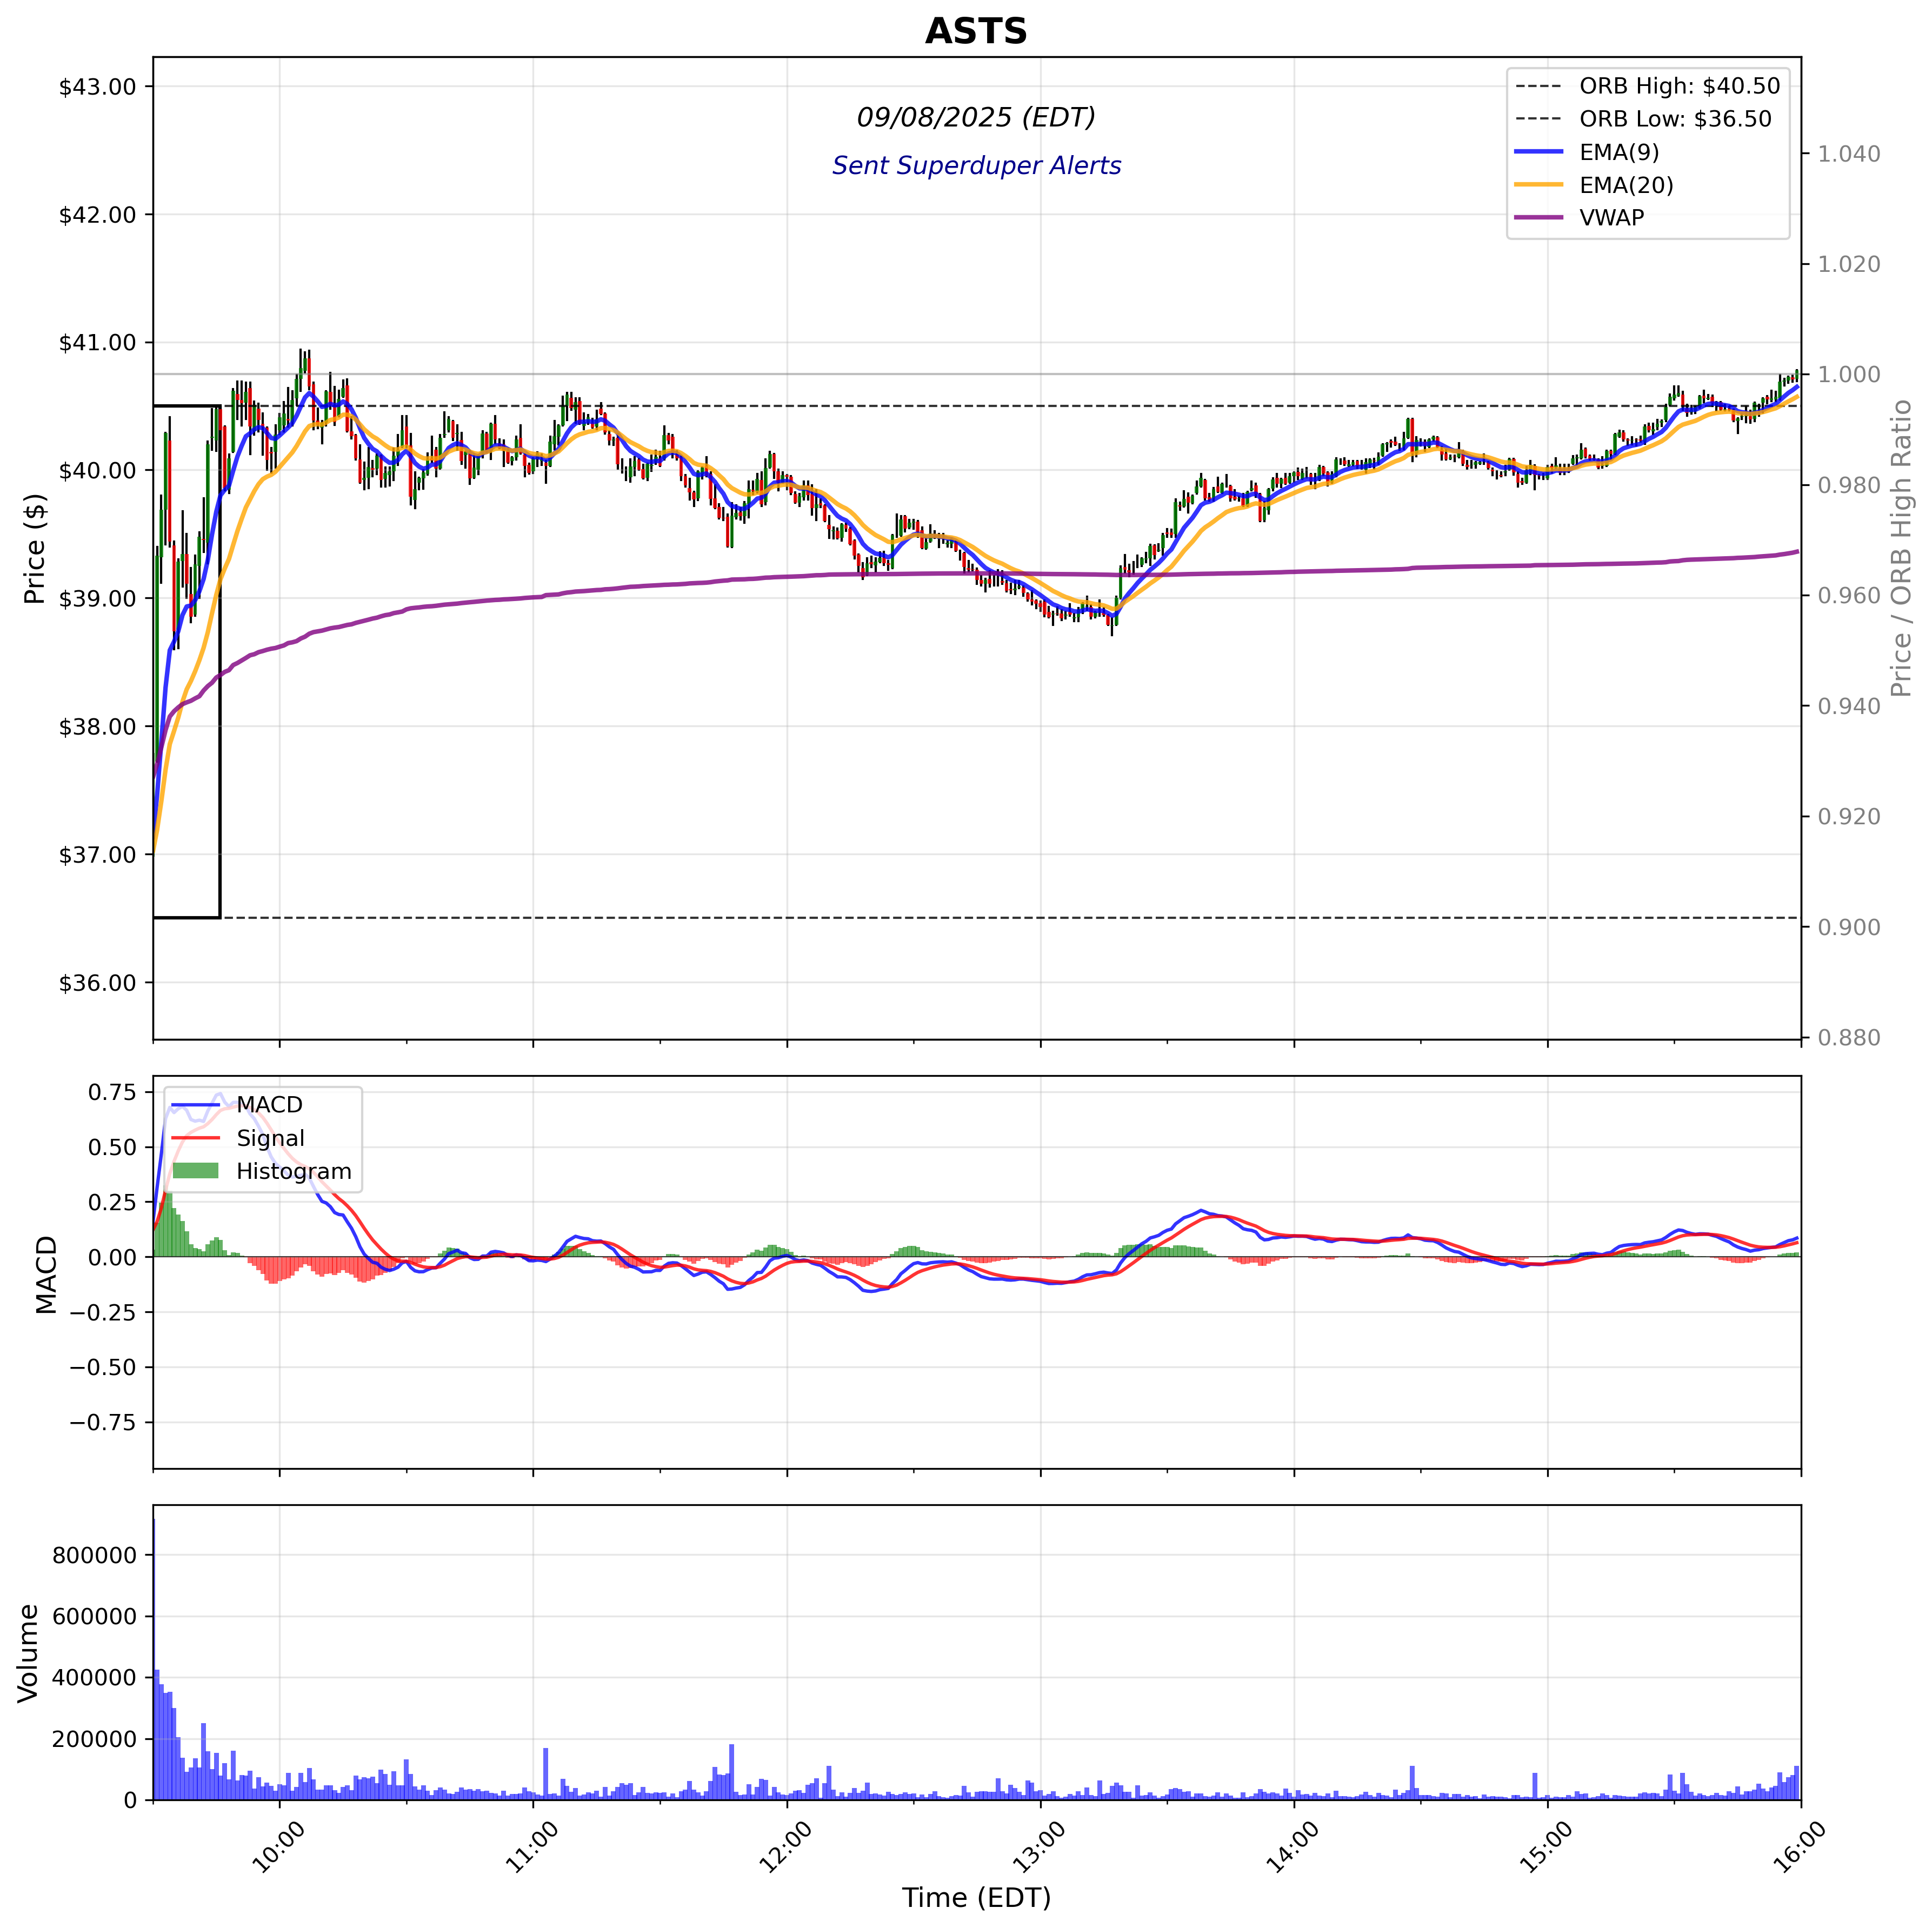 ASTS
09/08/2025 (EDT)
Sent Superduper Alerts
ORB High: $40.50
ORB Low: $36.50
EMA(9)
EMA(20)
VWAP
Price ($)
$43.00
$42.00
$41.00
$40.00
$39.00
$38.00
$37.00
$36.00
Price / ORB High Ratio
1.040
1.020
1.000
0.980
0.960
0.940
0.920
0.900
0.880
MACD
Signal
Histogram
MACD
0.75
0.50
0.25
0.00
−0.25
−0.50
−0.75
Volume
800000
600000
400000
200000
0
10:00
11:00
12:00
13:00
14:00
15:00
16:00
Time (EDT)